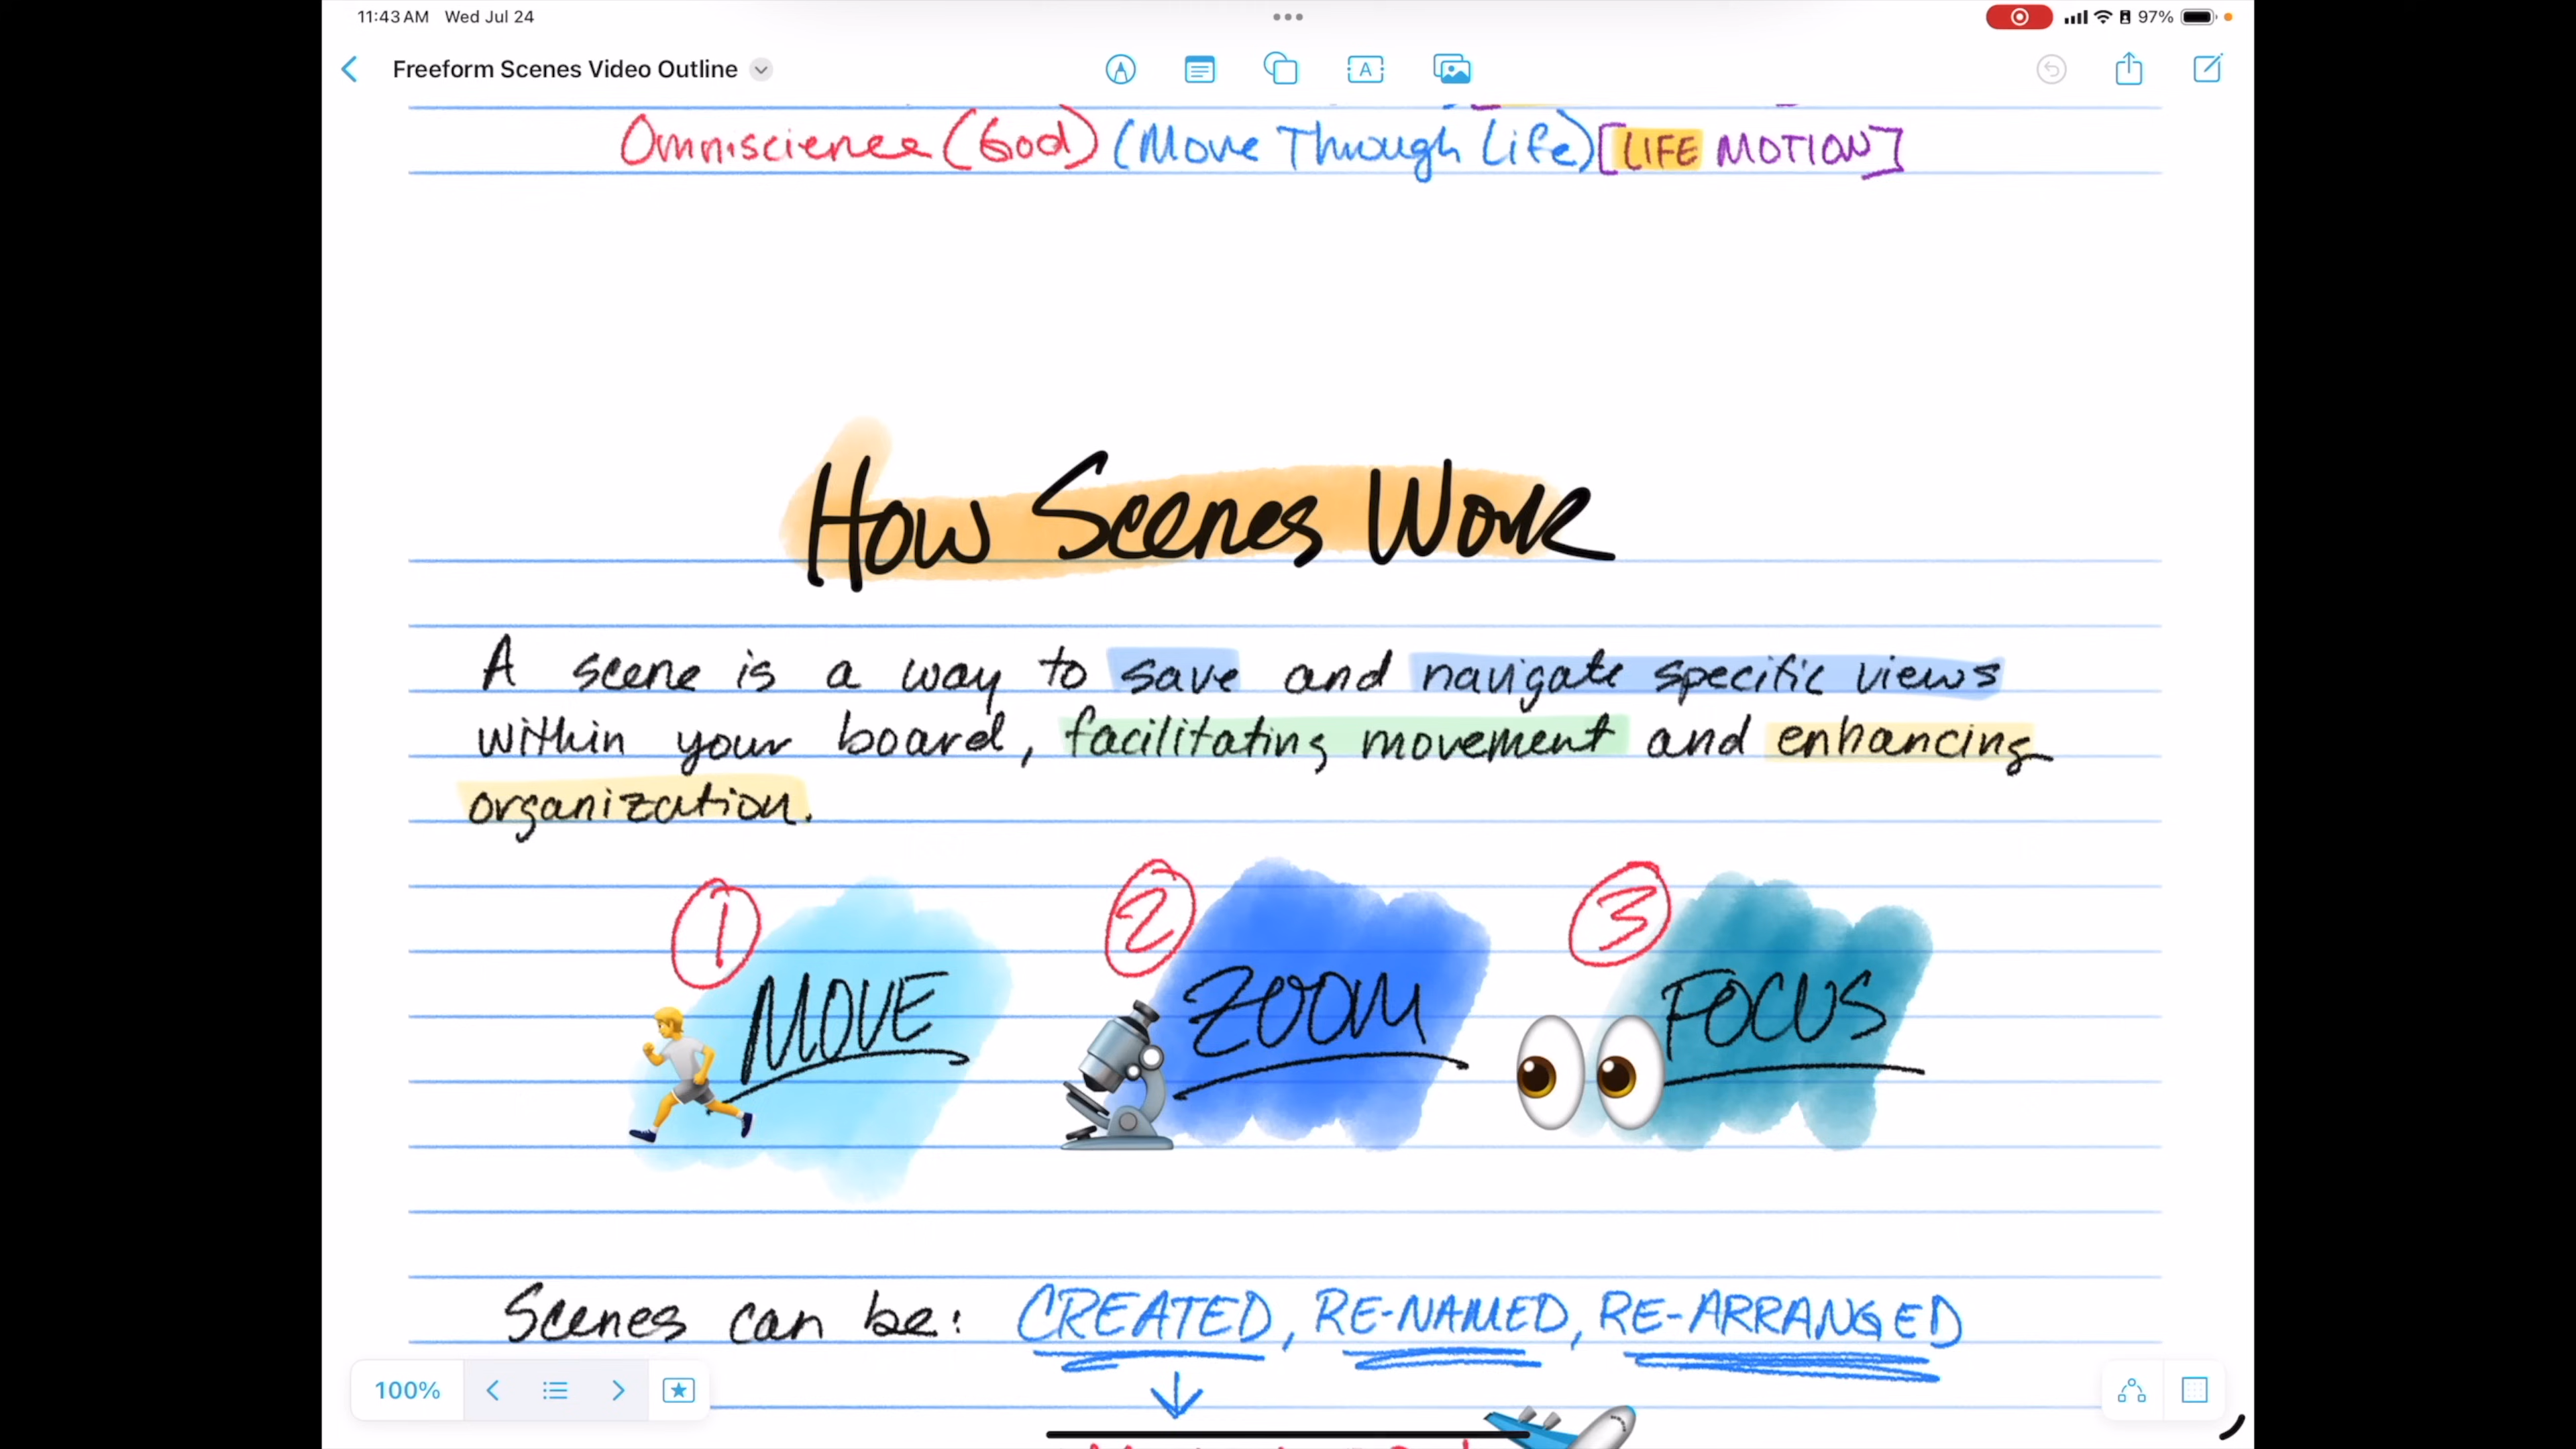 11:43 AM Wed Jul 24
97%
Freeform Scenes Video Outline
A
Omniscience (God) (Move Through Life) [LIFE MOTION]
How Scenes Work
A scene is a way to save and navigate specific views
within your board, facilitating movement and enhancing
organization.
1 2 3
MOVE ZOOM FOCUS
Scenes can be: CREATED, RE-NAMED, RE-ARRANGED
100%